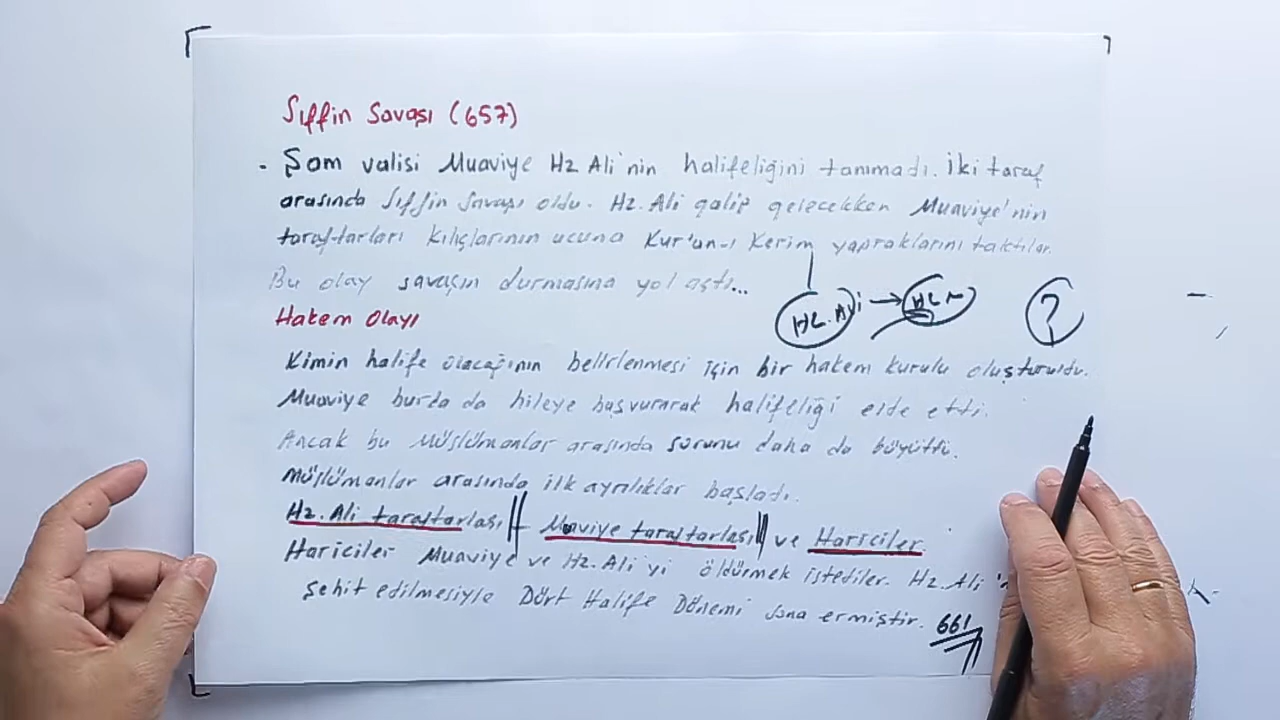 Sıffin Savaşı (657)
- Şam valisi Muaviye Hz Ali'nin halifeliğini tanımadı. İki taraf
arasında Sıffin Savaşı oldu. Hz. Ali galip gelecekken Muaviye'nin
taraftarları kılıçlarının ucuna Kur'an-ı Kerim yapraklarını taktılar.
Bu olay savaşın durmasına yol açtı...
Hz. Ali → Hz. M ?
Hakem Olayı
Kimin halife olacağının belirlenmesi için bir hakem kurulu oluşturuldu.
Muaviye burda da hileye başvurarak halifeliği elde etti.
Ancak bu Müslümanlar arasında sorunu daha da büyüttü.
Müslümanlar arasında ilk ayrılıklar başladı.
Hz. Ali taraftarları - Muaviye taraftarları ve Hariciler
Hariciler Muaviye ve Hz. Ali'yi öldürmek istediler. Hz. Ali'
şehit edilmesiyle Dört Halife Dönemi sona ermiştir. 661